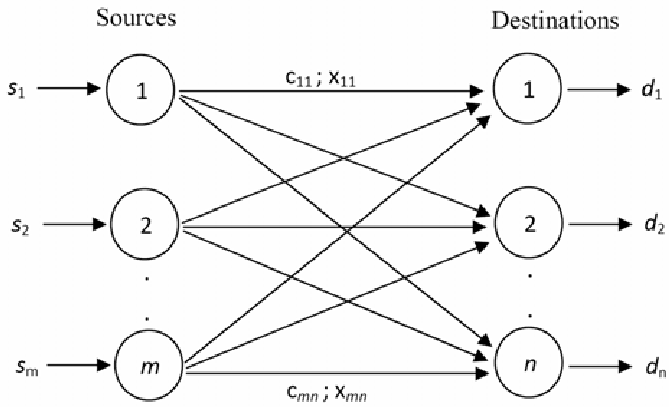 Sources Destinations
s₁ 1 c₁₁ ; x₁₁ 1 d₁
s₂ 2 2 d₂
sₘ m n dₙ
cₘₙ ; xₘₙ